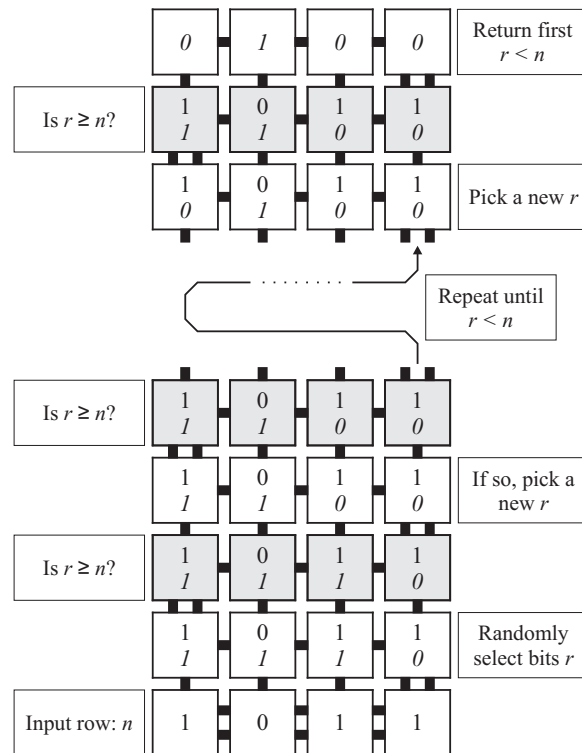 0 1 0 0
Return first
r < n
Is r ≥ n?
1 0 1 1
1 1 0 0
1 0 1 1
0 1 0 0
Pick a new r
Repeat until
r < n
Is r ≥ n?
1 0 1 1
1 1 0 0
1 0 1 1
1 1 0 0
If so, pick a
new r
Is r ≥ n?
1 0 1 1
1 1 1 0
1 0 1 1
1 1 1 0
Randomly
select bits r
Input row: n
1 0 1 1